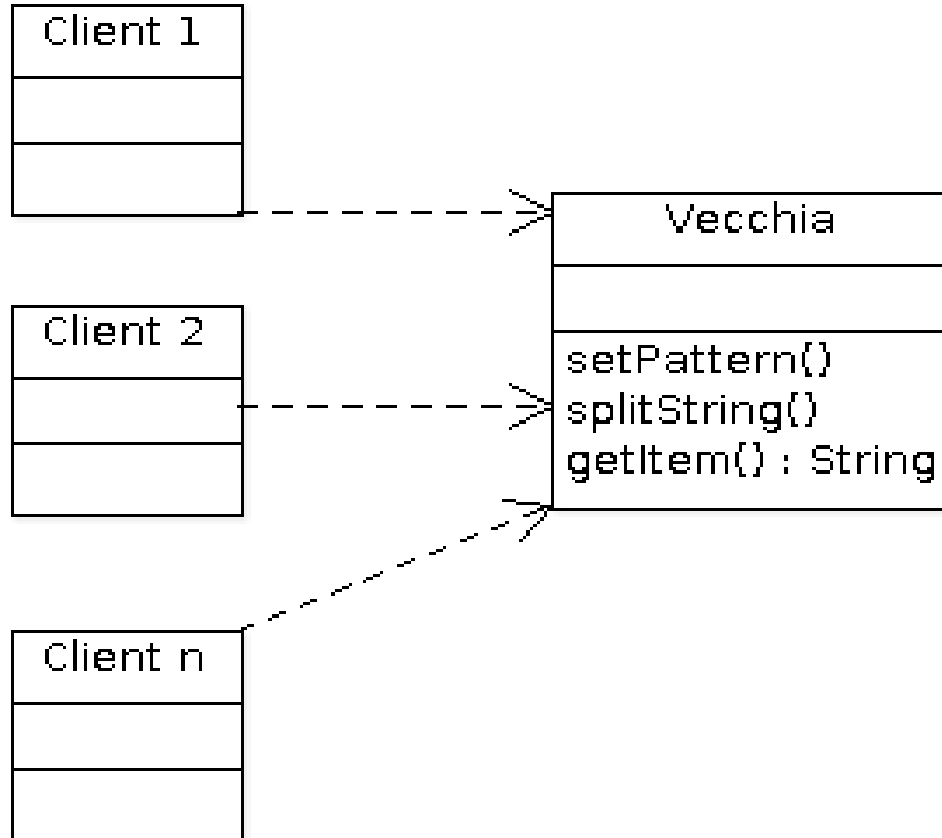 Client 1
Vecchia
Client 2
setPattern()
splitString()
getItem() : String
Client n